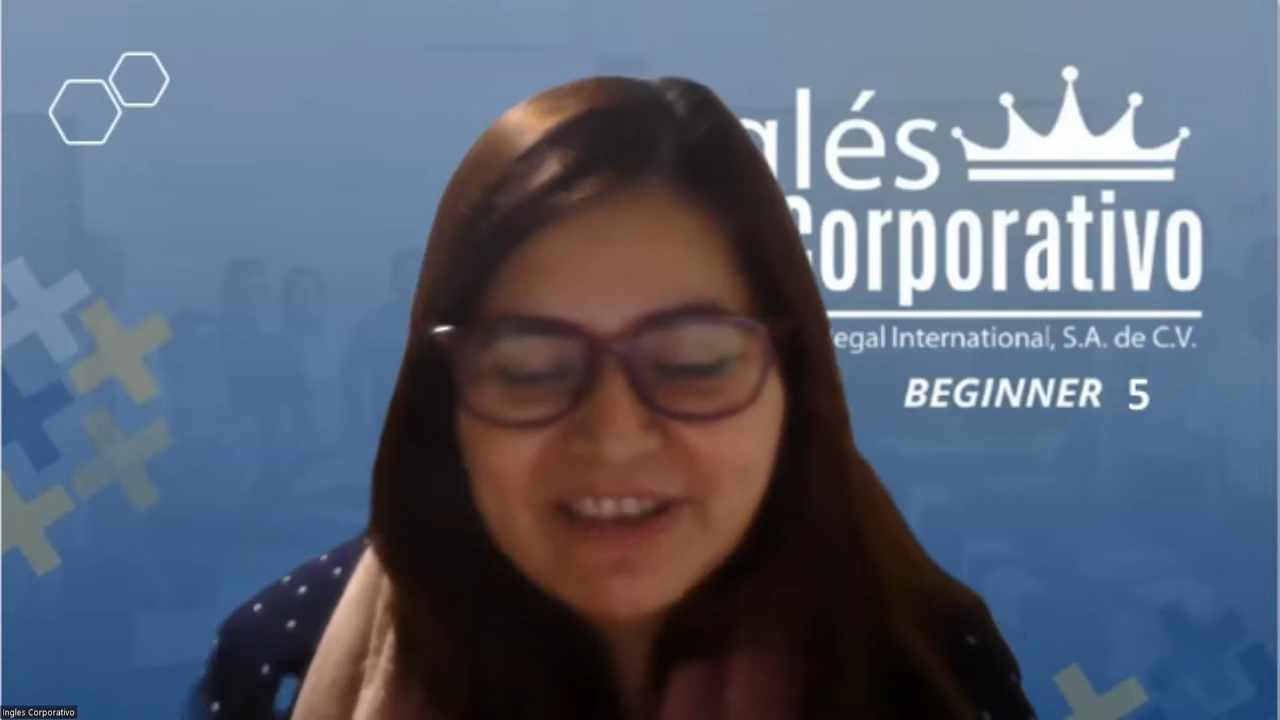 glés
Corporativo
egal International, S.A. de C.V.
BEGINNER 5
Ingles Corporativo